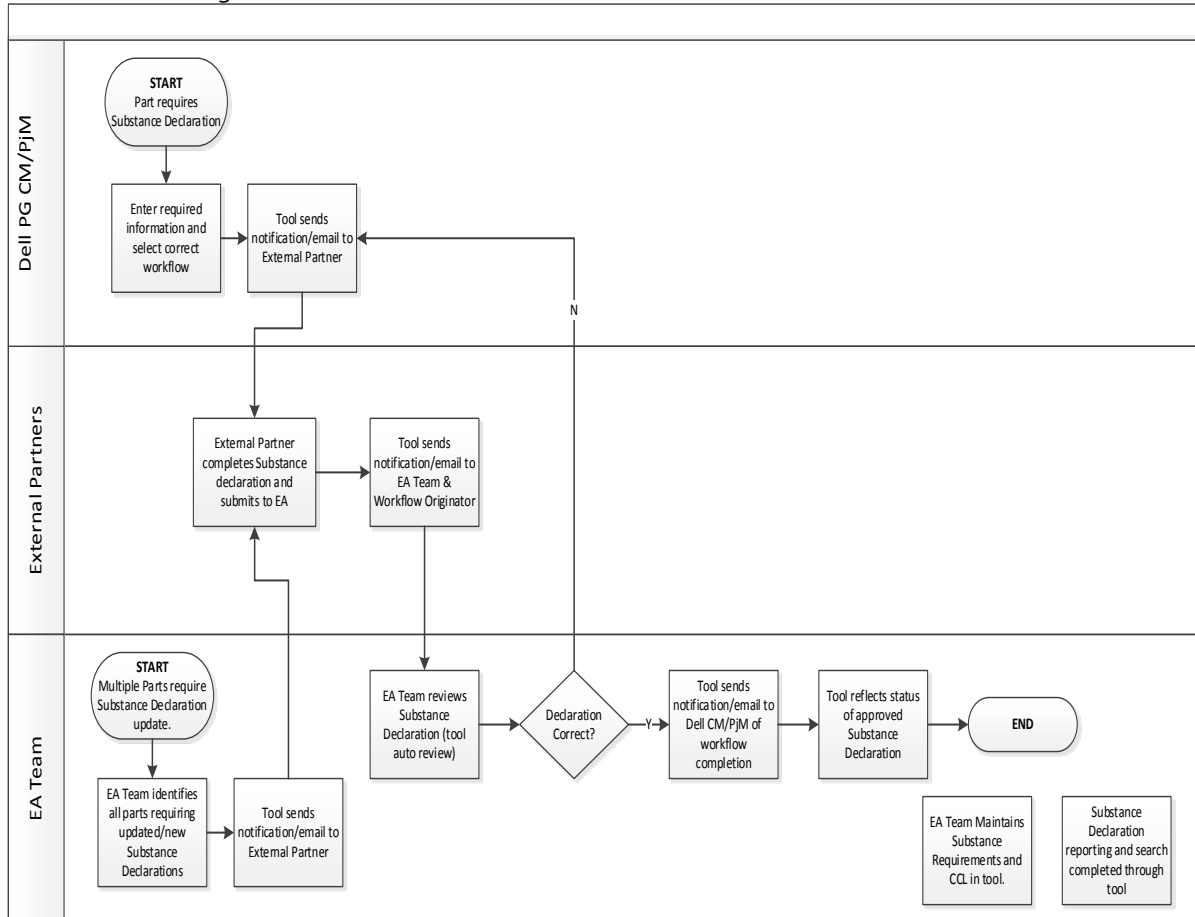 Dell PG CM/PjM
START
Part requires
Substance Declaration
Enter required
information and
select correct
workflow
Tool sends
notification/email to
External Partner
N
External Partners
External Partner
completes Substance
declaration and
submits to EA
Tool sends
notification/email to
EA Team &
Workflow Originator
EA Team
START
Multiple Parts require
Substance Declaration
update.
EA Team identifies
all parts requiring
updated/new
Substance
Declarations
Tool sends
notification/email to
External Partner
EA Team reviews
Substance
Declaration (tool
auto review)
Declaration
Correct?
Y
Tool sends
notification/email to
Dell CM/PjM of
workflow
completion
Tool reflects status
of approved
Substance
Declaration
END
EA Team Maintains
Substance
Requirements and
CCL in tool.
Substance
Declaration
reporting and search
completed through
tool